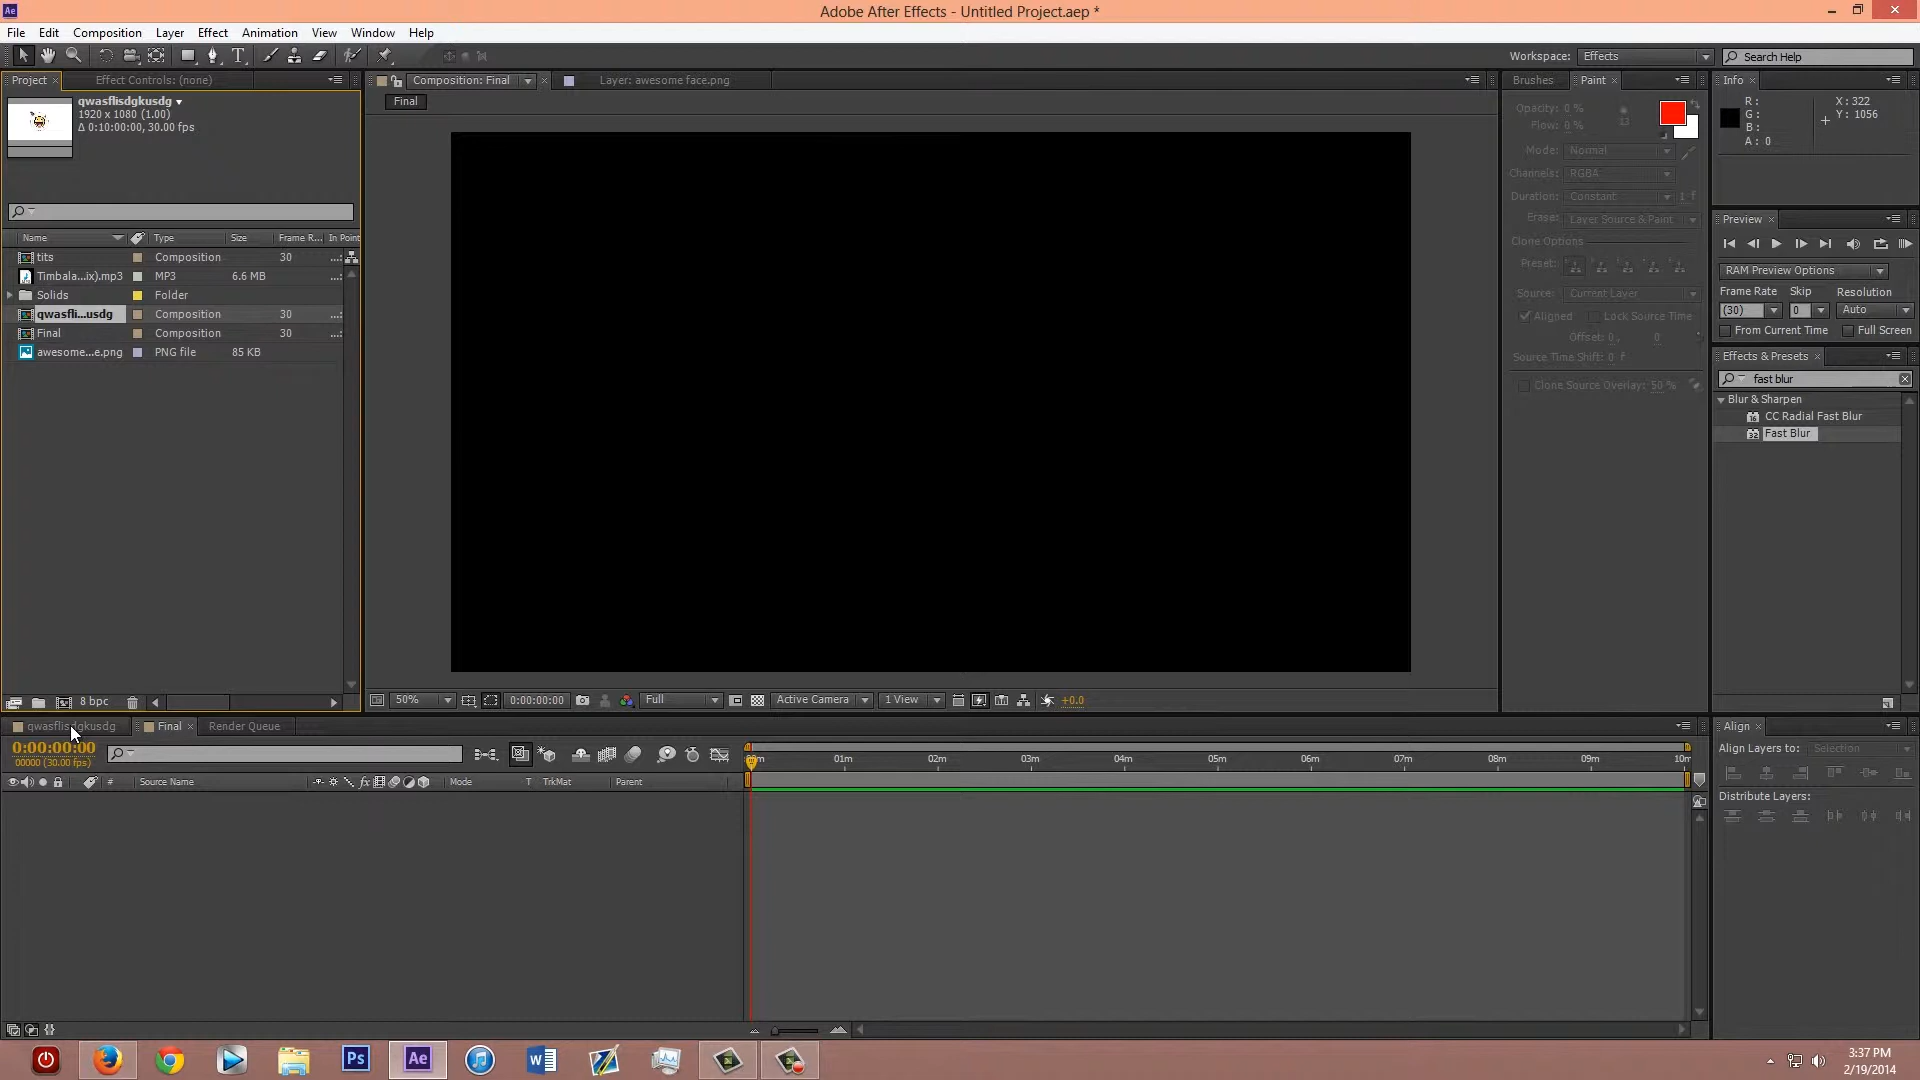 Ae
Adobe After Effects - Untitled Project.aep *
File Edit Composition Layer Effect Animation View Window Help
T Workspace: Effects Search Help
Project × Effect Controls: (none)
Composition: Final × Layer: awesome face.png
Brushes Paint × Info ×
qwasflisdgkusdg
1920 x 1080 (1.00)
Δ 0:10:00:00, 30.00 fps
Final
Opacity: 0 %
Flow: 0 %
13
Mode: Normal
Channels: RGBA
Duration: Constant 1 f
Erase: Layer Source & Paint
Clone Options
Preset:
Source: Current Layer
Aligned Lock Source Time
Offset: 0, 0
Source Time Shift: 0 f
Clone Source Overlay: 50 %
R: X: 322
G: Y: 1056
B:
A: 0
Preview ×
RAM Preview Options
Frame Rate Skip Resolution
(30) 0 Auto
From Current Time Full Screen
Effects & Presets ×
fast blur
Blur & Sharpen
CC Radial Fast Blur
Fast Blur
Name Type Size Frame R... In Point
tits Composition 30 ...:
Timbala...ix).mp3 MP3 6.6 MB ...:
Solids Folder
qwasfli...usdg Composition 30 ...:
Final Composition 30 ...:
awesome...e.png PNG file 85 KB
8 bpc
50% 0:00:00:00 Full Active Camera 1 View +0.0
qwasflisdgkusdg Final × Render Queue
0:00:00:00
00000 (30.00 fps)
# Source Name fx Mode T TrkMat Parent
01m 02m 03m 04m 05m 06m 07m 08m 09m 10m
Align ×
Align Layers to: Selection
Distribute Layers:
Ps Ae W
3:37 PM
2/19/2014